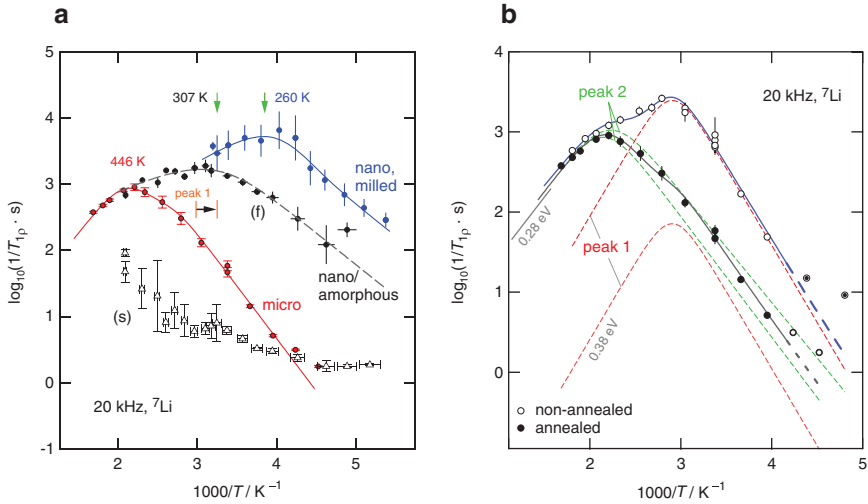 a
b
log₁₀(1/T₁ρ · s)
5
4
3
2
1
0
-1
307 K
260 K
446 K
nano,
milled
peak 1
(f)
nano/
amorphous
micro
(s)
20 kHz, ⁷Li
2
3
4
5
1000/T / K⁻¹
log₁₀(1/T₁ρ · s)
4
3
2
1
0
20 kHz, ⁷Li
peak 2
0.28 eV
peak 1
0.38 eV
non-annealed
annealed
2
3
4
5
1000/T / K⁻¹